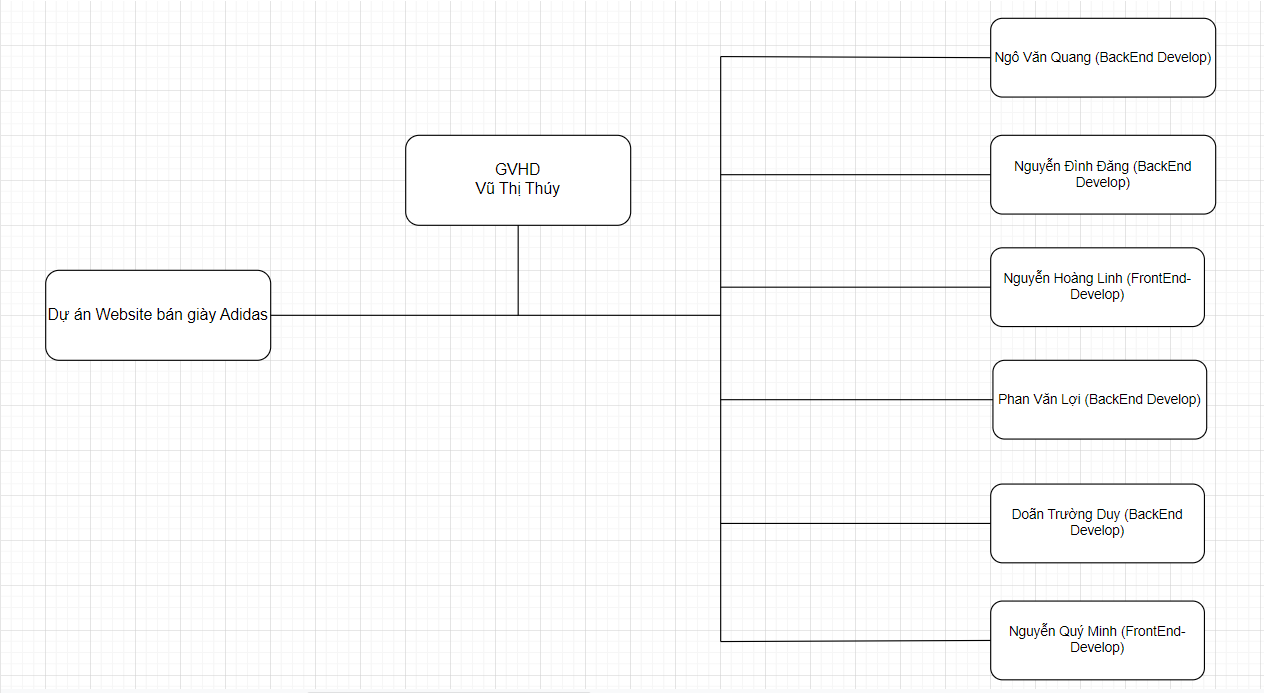 Ngô Văn Quang (BackEnd Develop)
GVHD
Vũ Thị Thúy
Nguyễn Đình Đăng (BackEnd
Develop)
Nguyễn Hoàng Linh (FrontEnd-
Develop)
Dự án Website bán giày Adidas
Phan Văn Lợi (BackEnd Develop)
Doãn Trường Duy (BackEnd
Develop)
Nguyễn Quý Minh (FrontEnd-
Develop)